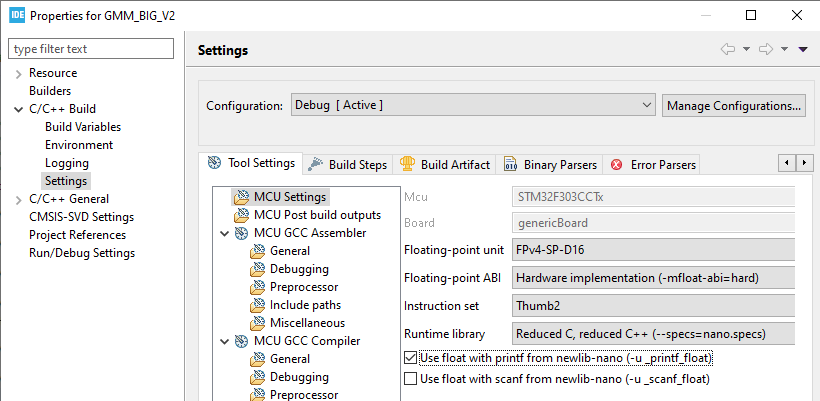 IDE Properties for GMM_BIG_V2
type filter text
Resource
Builders
C/C++ Build
Build Variables
Environment
Logging
Settings
C/C++ General
CMSIS-SVD Settings
Project References
Run/Debug Settings
Settings
Configuration: Debug [ Active ] Manage Configurations...
Tool Settings Build Steps Build Artifact Binary Parsers Error Parsers
MCU Settings
MCU Post build outputs
MCU GCC Assembler
General
Debugging
Preprocessor
Include paths
Miscellaneous
MCU GCC Compiler
General
Debugging
Preprocessor
Mcu STM32F303CCTx
Board genericBoard
Floating-point unit FPv4-SP-D16
Floating-point ABI Hardware implementation (-mfloat-abi=hard)
Instruction set Thumb2
Runtime library Reduced C, reduced C++ (--specs=nano.specs)
Use float with printf from newlib-nano (-u _printf_float)
Use float with scanf from newlib-nano (-u _scanf_float)